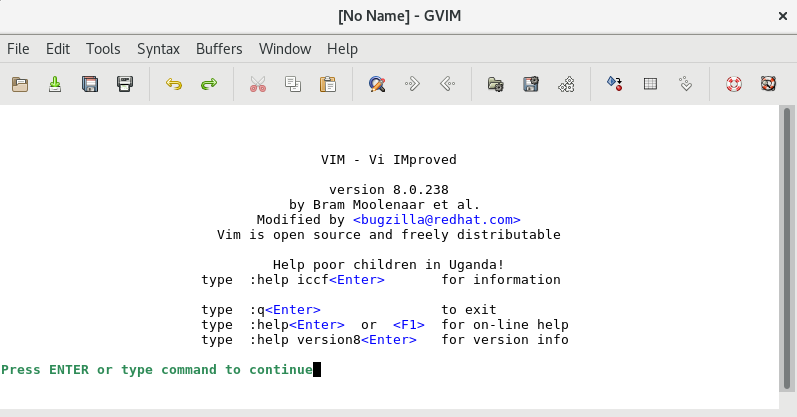 [No Name] - GVIM
File Edit Tools Syntax Buffers Window Help
VIM - Vi IMproved
version 8.0.238
by Bram Moolenaar et al.
Modified by <bugzilla@redhat.com>
Vim is open source and freely distributable
Help poor children in Uganda!
type :help iccf<Enter> for information
type :q<Enter> to exit
type :help<Enter> or <F1> for on-line help
type :help version8<Enter> for version info
Press ENTER or type command to continue